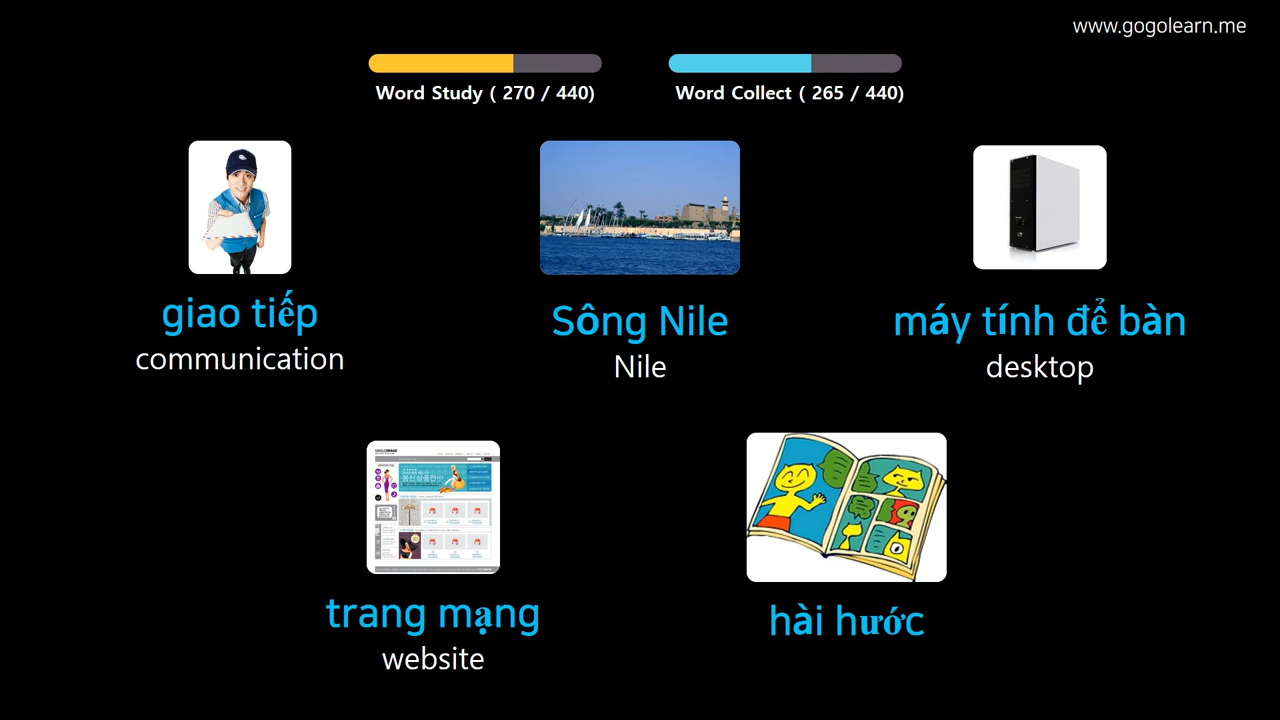 www.gogolearn.me
Word Study ( 270 / 440)
Word Collect ( 265 / 440)
giao tiếp
communication
Sông Nile
Nile
máy tính để bàn
desktop
trang mạng
website
hài hước